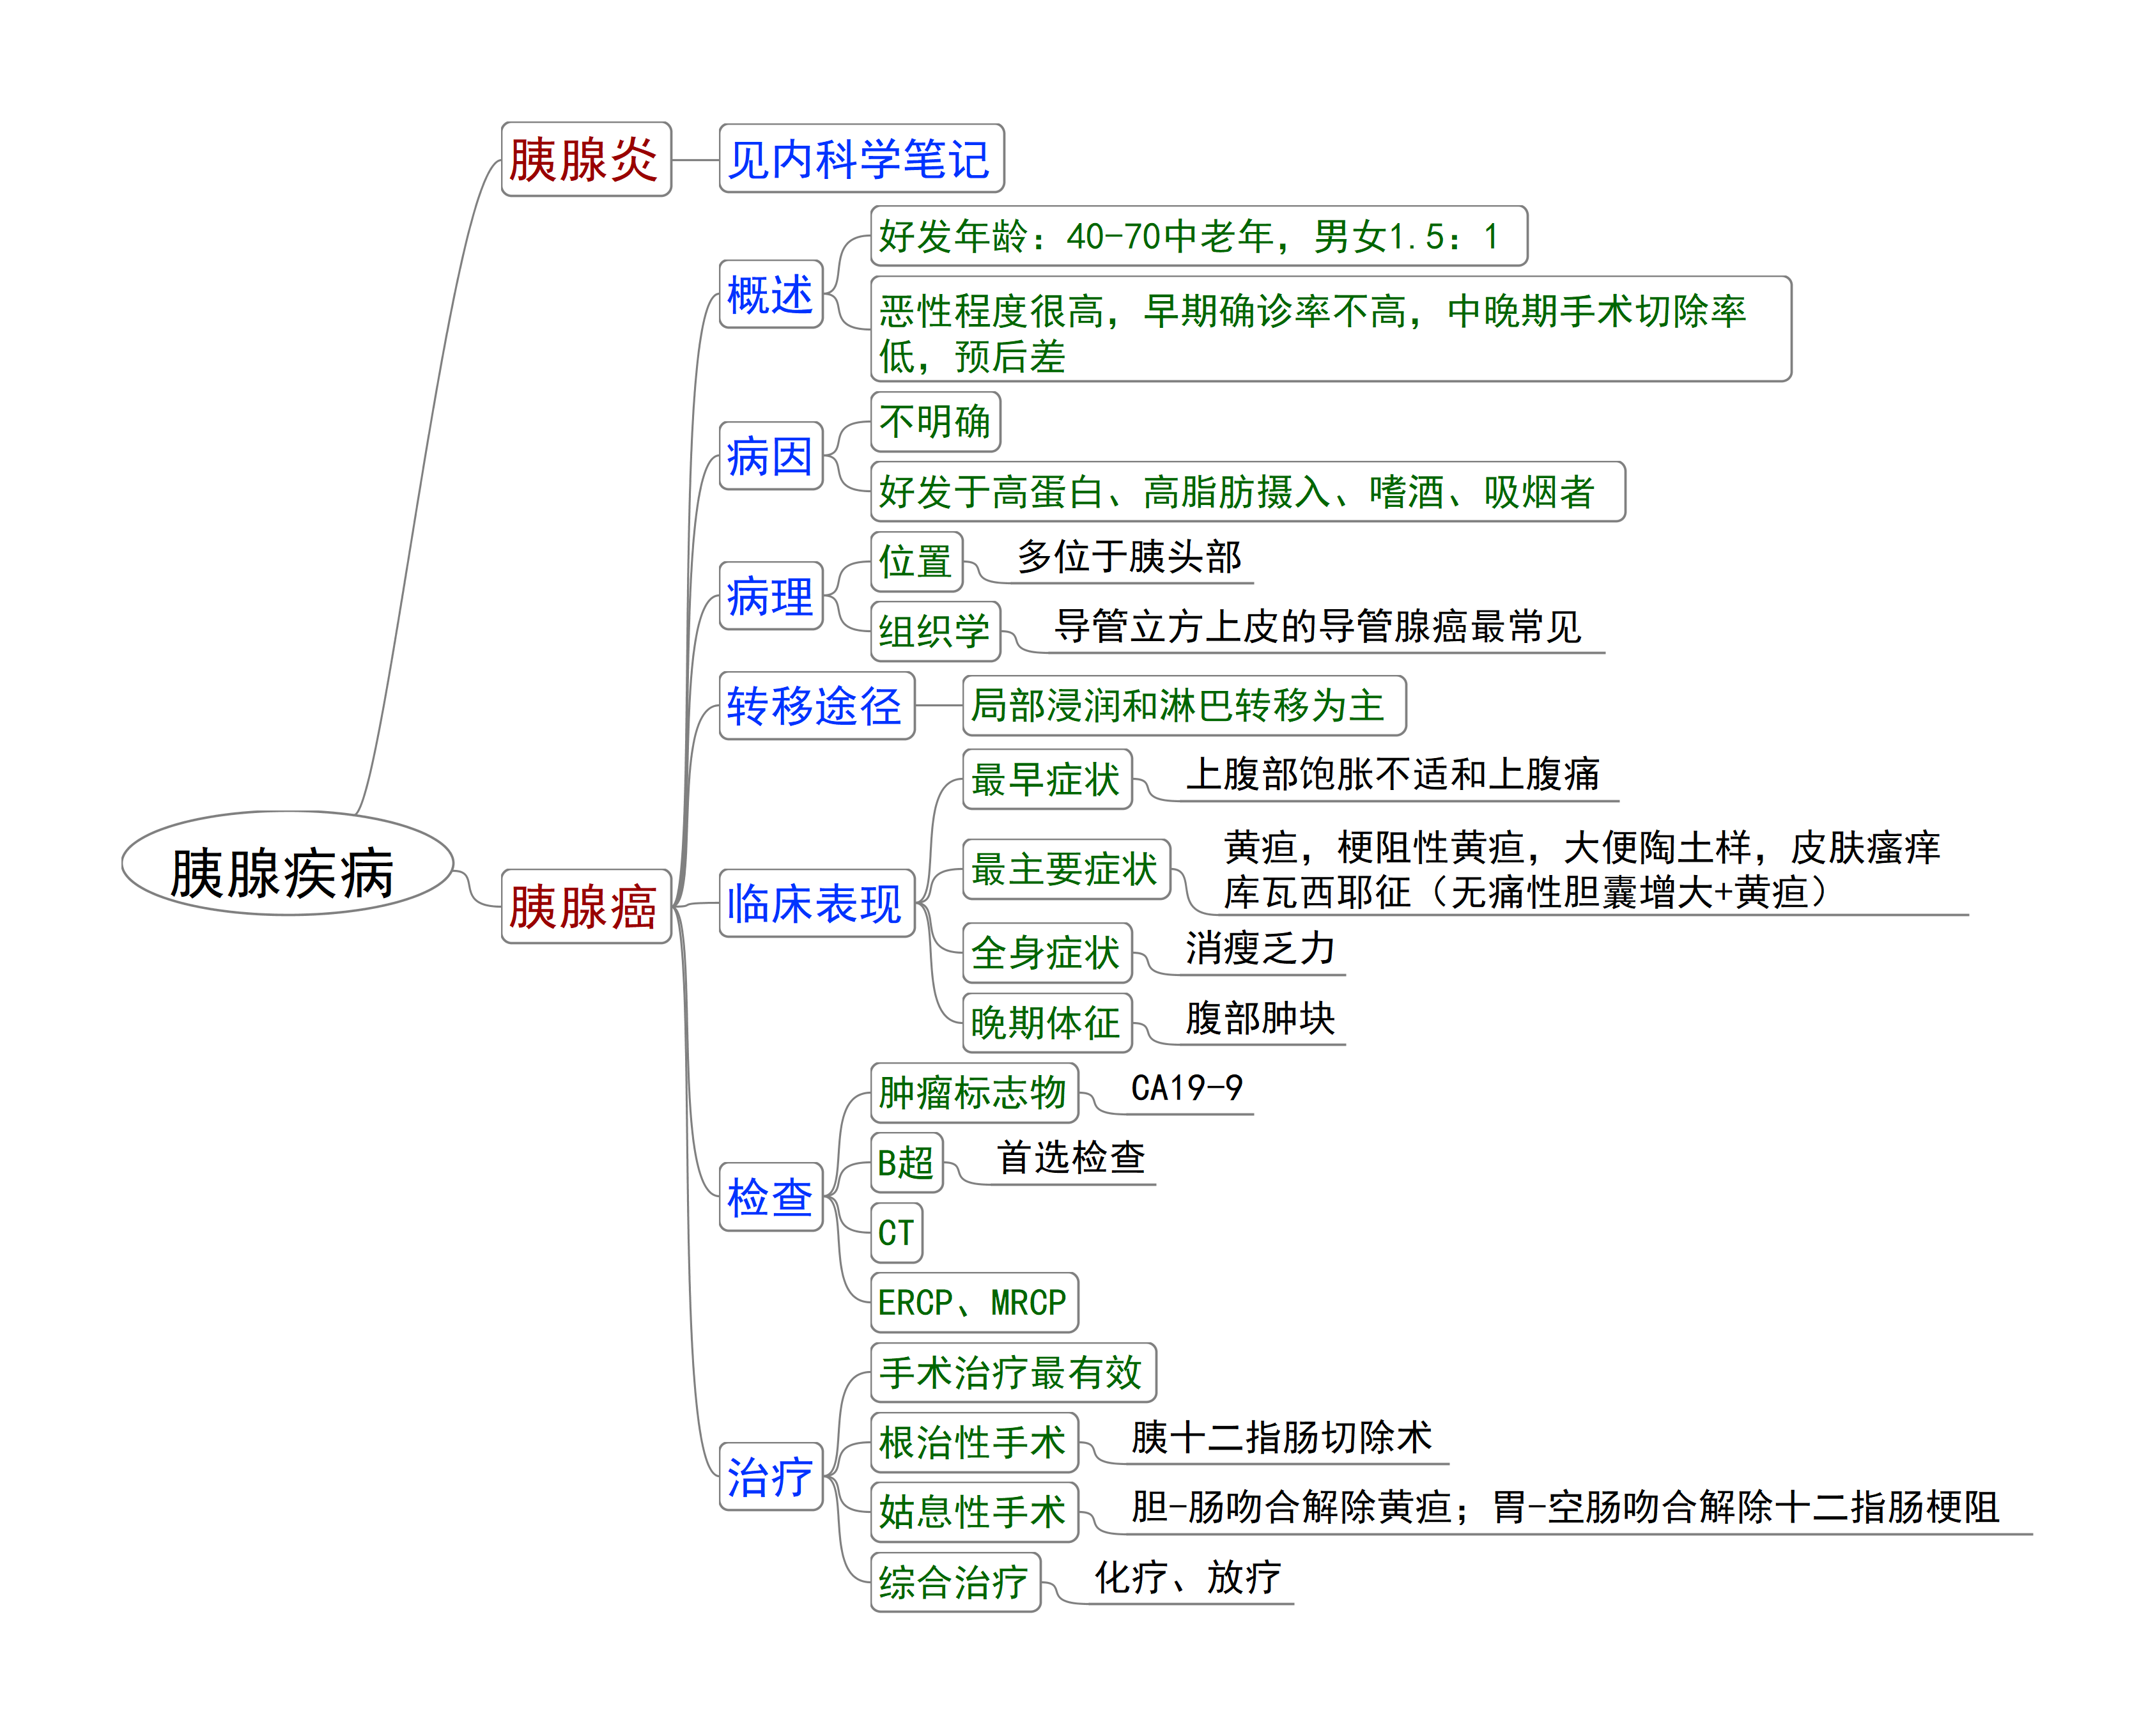 胰腺疾病
胰腺炎
见内科学笔记
胰腺癌
概述
好发年龄：40-70中老年，男女1.5：1
恶性程度很高，早期确诊率不高，中晚期手术切除率
低，预后差
病因
不明确
好发于高蛋白、高脂肪摄入、嗜酒、吸烟者
病理
位置
多位于胰头部
组织学
导管立方上皮的导管腺癌最常见
转移途径
局部浸润和淋巴转移为主
临床表现
最早症状
上腹部饱胀不适和上腹痛
最主要症状
黄疸，梗阻性黄疸，大便陶土样，皮肤瘙痒
库瓦西耶征（无痛性胆囊增大+黄疸）
全身症状
消瘦乏力
晚期体征
腹部肿块
检查
肿瘤标志物
CA19-9
B超
首选检查
CT
ERCP、MRCP
治疗
手术治疗最有效
根治性手术
胰十二指肠切除术
姑息性手术
胆-肠吻合解除黄疸；胃-空肠吻合解除十二指肠梗阻
综合治疗
化疗、放疗